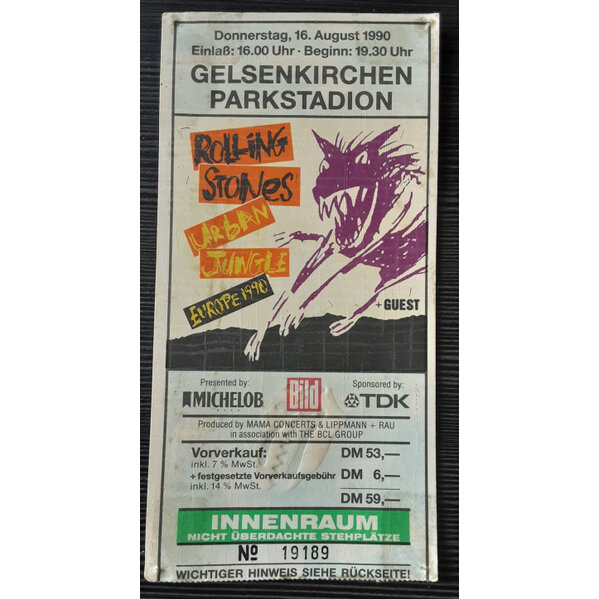 Donnerstag, 16. August 1990
Einlaß: 16.00 Uhr · Beginn: 19.30 Uhr
GELSENKIRCHEN
PARKSTADION
ROLLiNG
STONes
URbAN
JUNGLE
EUROPE 1990
+ GUEST
Presented by:
MICHELOB
Bild
Sponsored by:
TDK
Produced by MAMA CONCERTS & LIPPMANN + RAU
in association with THE BCL GROUP
Vorverkauf: DM 53,—
inkl. 7 % MwSt.
+ festgesetzte Vorverkaufsgebühr DM 6,—
inkl. 14 % MwSt.
DM 59,—
INNENRAUM
NICHT ÜBERDACHTE STEHPLÄTZE
Nº 19189
WICHTIGER HINWEIS SIEHE RÜCKSEITE!